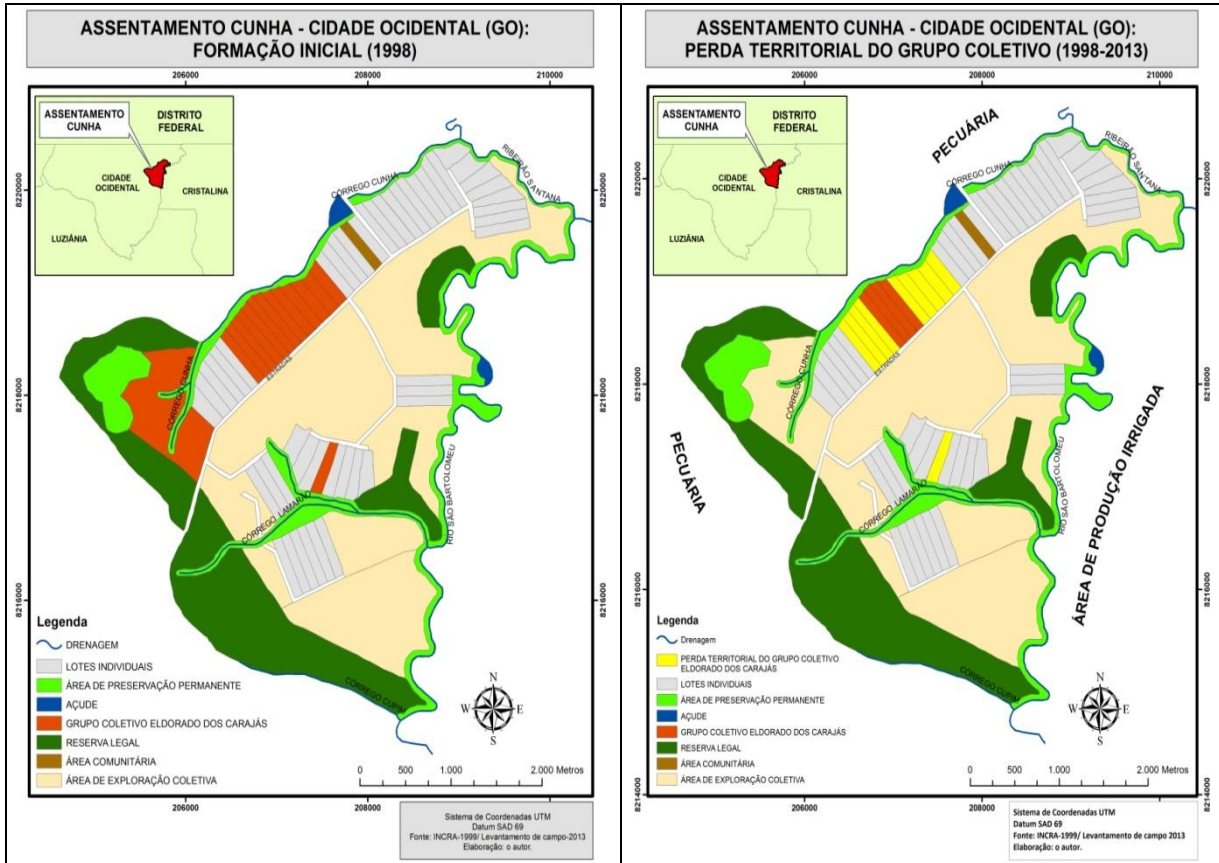 ASSENTAMENTO CUNHA - CIDADE OCIDENTAL (GO):
FORMAÇÃO INICIAL (1998)
206000
208000
210000
ASSENTAMENTO
CUNHA
DISTRITO
FEDERAL
CIDADE
OCIDENTAL
CRISTALINA
LUZIÂNIA
8220000
8218000
8216000
CÓRREGO CUNHA
RIBEIRÃO SANTANA
ESTRADAS
CÓRREGO CUNHA
CÓRREGO LAMARÃO
RIO SÃO BARTOLOMEU
CÓRREGO CUPIM
Legenda
DRENAGEM
LOTES INDIVIDUAIS
ÁREA DE PRESERVAÇÃO PERMANENTE
AÇUDE
GRUPO COLETIVO ELDORADO DOS CARAJÁS
RESERVA LEGAL
ÁREA COMUNITÁRIA
ÁREA DE EXPLORAÇÃO COLETIVA
N
W E
S
0 500 1.000 2.000 Metros
206000
208000
Sistema de Coordenadas UTM
Datum SAD 69
Fonte: INCRA-1999/ Levantamento de campo-2013
Elaboração: o autor.
ASSENTAMENTO CUNHA - CIDADE OCIDENTAL (GO):
PERDA TERRITORIAL DO GRUPO COLETIVO (1998-2013)
206000
208000
210000
ASSENTAMENTO
CUNHA
DISTRITO
FEDERAL
CIDADE
OCIDENTAL
CRISTALINA
LUZIÂNIA
PECUÁRIA
8220000
8218000
8216000
8214000
CÓRREGO CUNHA
RIBEIRÃO SANTANA
ESTRADAS
CÓRREGO CUNHA
PECUÁRIA
CÓRREGO LAMARÃO
RIO SÃO BARTOLOMEU
ÁREA DE PRODUÇÃO IRRIGADA
CÓRREGO CUPIM
Legenda
Drenagem
PERDA TERRITORIAL DO GRUPO COLETIVO
ELDORADO DOS CARAJÁS
LOTES INDIVIDUAIS
ÁREA DE PRESERVAÇÃO PERMANENTE
AÇUDE
GRUPO COLETIVO ELDORADO DOS CARAJÁS
RESERVA LEGAL
ÁREA COMUNITÁRIA
ÁREA DE EXPLORAÇÃO COLETIVA
N
W E
S
0 500 1.000 2.000 Metros
206000
208000
Sistema de Coordenadas UTM
Datum SAD 69
Fonte: INCRA-1999/ Levantamento de campo 2013
Elaboração: o autor.